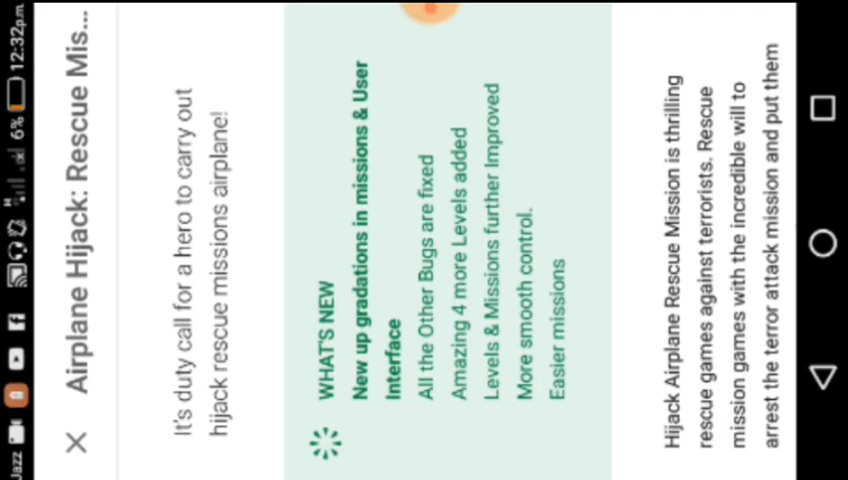 Jazz
H
6%
12:32p.m.
Airplane Hijack: Rescue Mis...
It's duty call for a hero to carry out
hijack rescue missions airplane!
WHAT'S NEW
New up gradations in missions & User
Interface
All the Other Bugs are fixed
Amazing 4 more Levels added
Levels & Missions further Improved
More smooth control.
Easier missions
Hijack Airplane Rescue Mission is thrilling
rescue games against terrorists. Rescue
mission games with the incredible will to
arrest the terror attack mission and put them